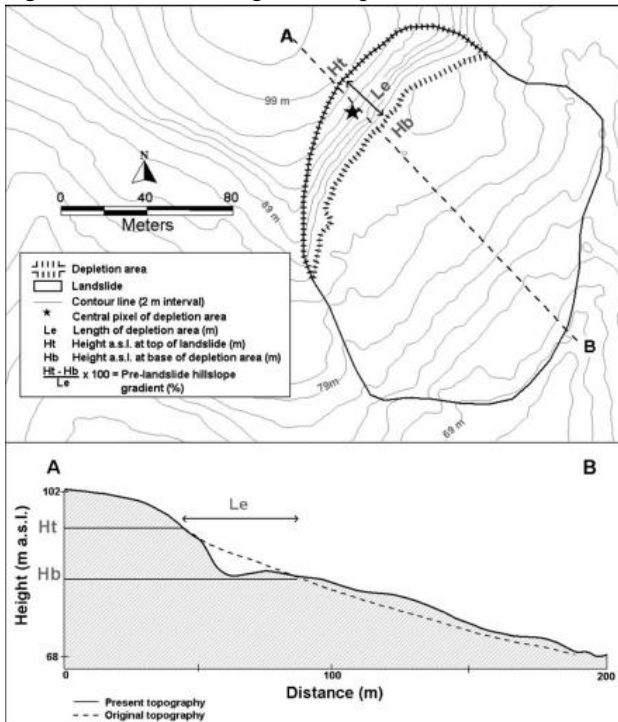 A
Ht
Le
Hb
99 m
N
0 40 80
Meters
89 m
Depletion area
Landslide
Contour line (2 m interval)
Central pixel of depletion area
Le Length of depletion area (m)
Ht Height a.s.l. at top of landslide (m)
Hb Height a.s.l. at base of depletion area (m)
Ht - Hb
Le
x 100 = Pre-landslide hillslope
gradient (%)
B
79m
69 m
A B
102
Le
Ht
Hb
Height (m a.s.l.)
68
0 100 200
Distance (m)
Present topography
Original topography